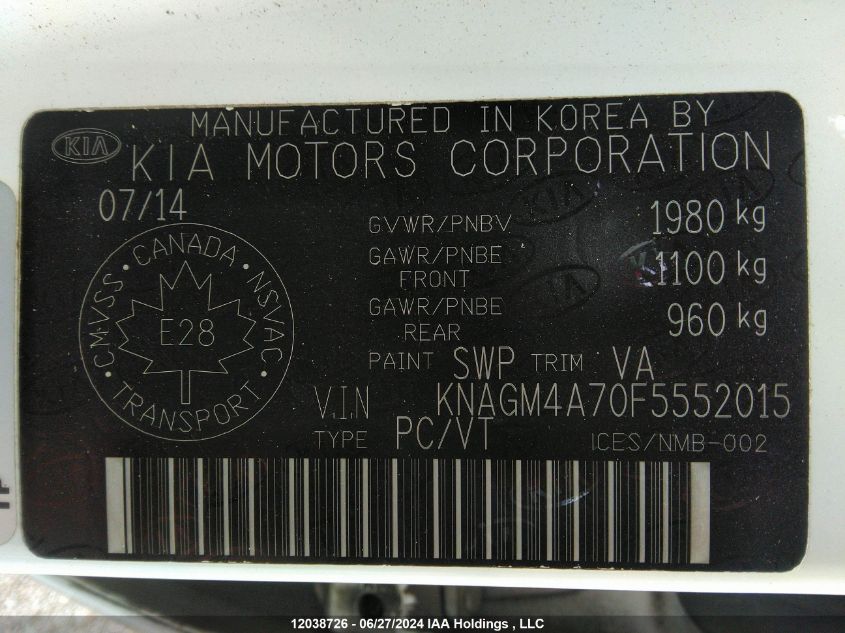 MANUFACTURED IN KOREA BY
KIA KIA MOTORS CORPORATION
07/14
GVWR/PNBV 1980 kg
GAWR/PNBE FRONT 1100 kg
GAWR/PNBE REAR 960 kg
CMVSS • CANADA • NSVAC • TRANSPORT
E28
PAINT SWP TRIM VA
V.I.N KNAGM4A70F5552015
TYPE PC/VT ICES/NMB-002
12038726 - 06/27/2024 IAA Holdings , LLC